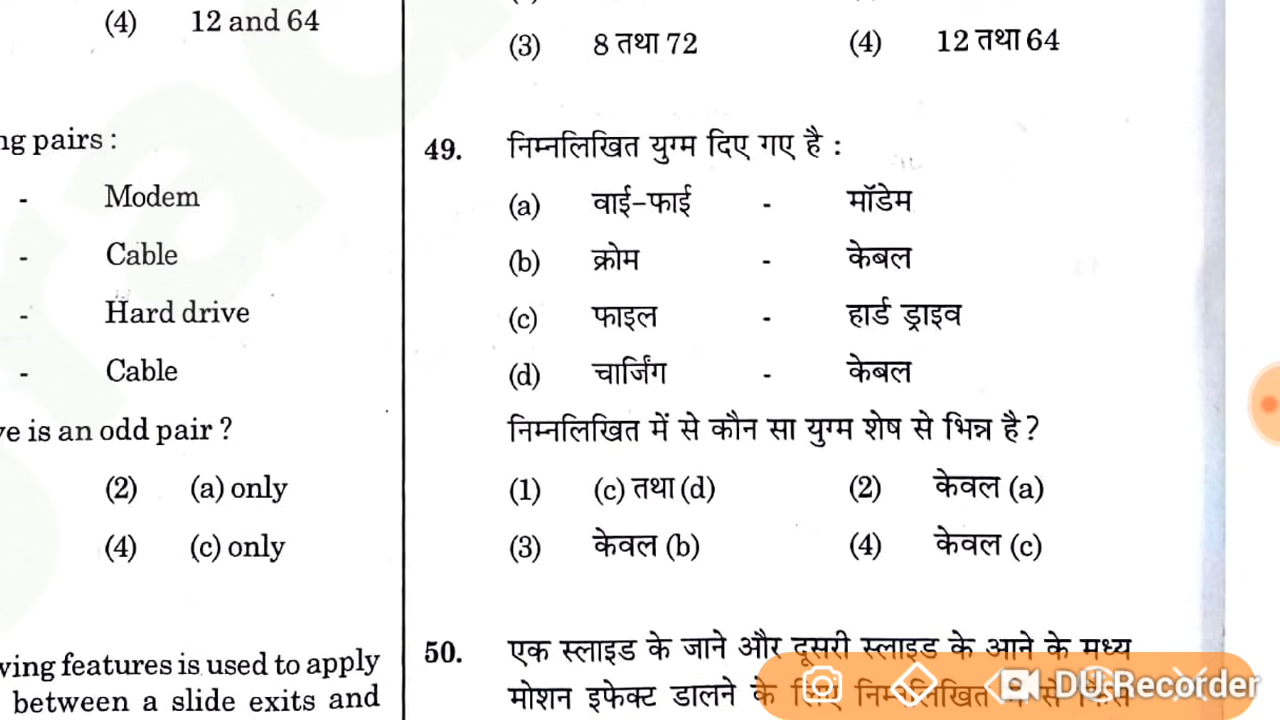 (4) 12 and 64
ng pairs :
- Modem
- Cable
- Hard drive
- Cable
e is an odd pair ?
(2) (a) only
(4) (c) only
ving features is used to apply
between a slide exits and
(3) 8 तथा 72 (4) 12 तथा 64
49. निम्नलिखित युग्म दिए गए है :
(a) वाई-फाई - मॉडेम
(b) क्रोम - केबल
(c) फाइल - हार्ड ड्राइव
(d) चार्जिंग - केबल
निम्नलिखित में से कौन सा युग्म शेष से भिन्न है ?
(1) (c) तथा (d) (2) केवल (a)
(3) केवल (b) (4) केवल (c)
50. एक स्लाइड के जाने और दूसरी स्लाइड के आने के मध्य
मोशन इफेक्ट डालने के लिए निम्नलिखित में से किस
DU Recorder